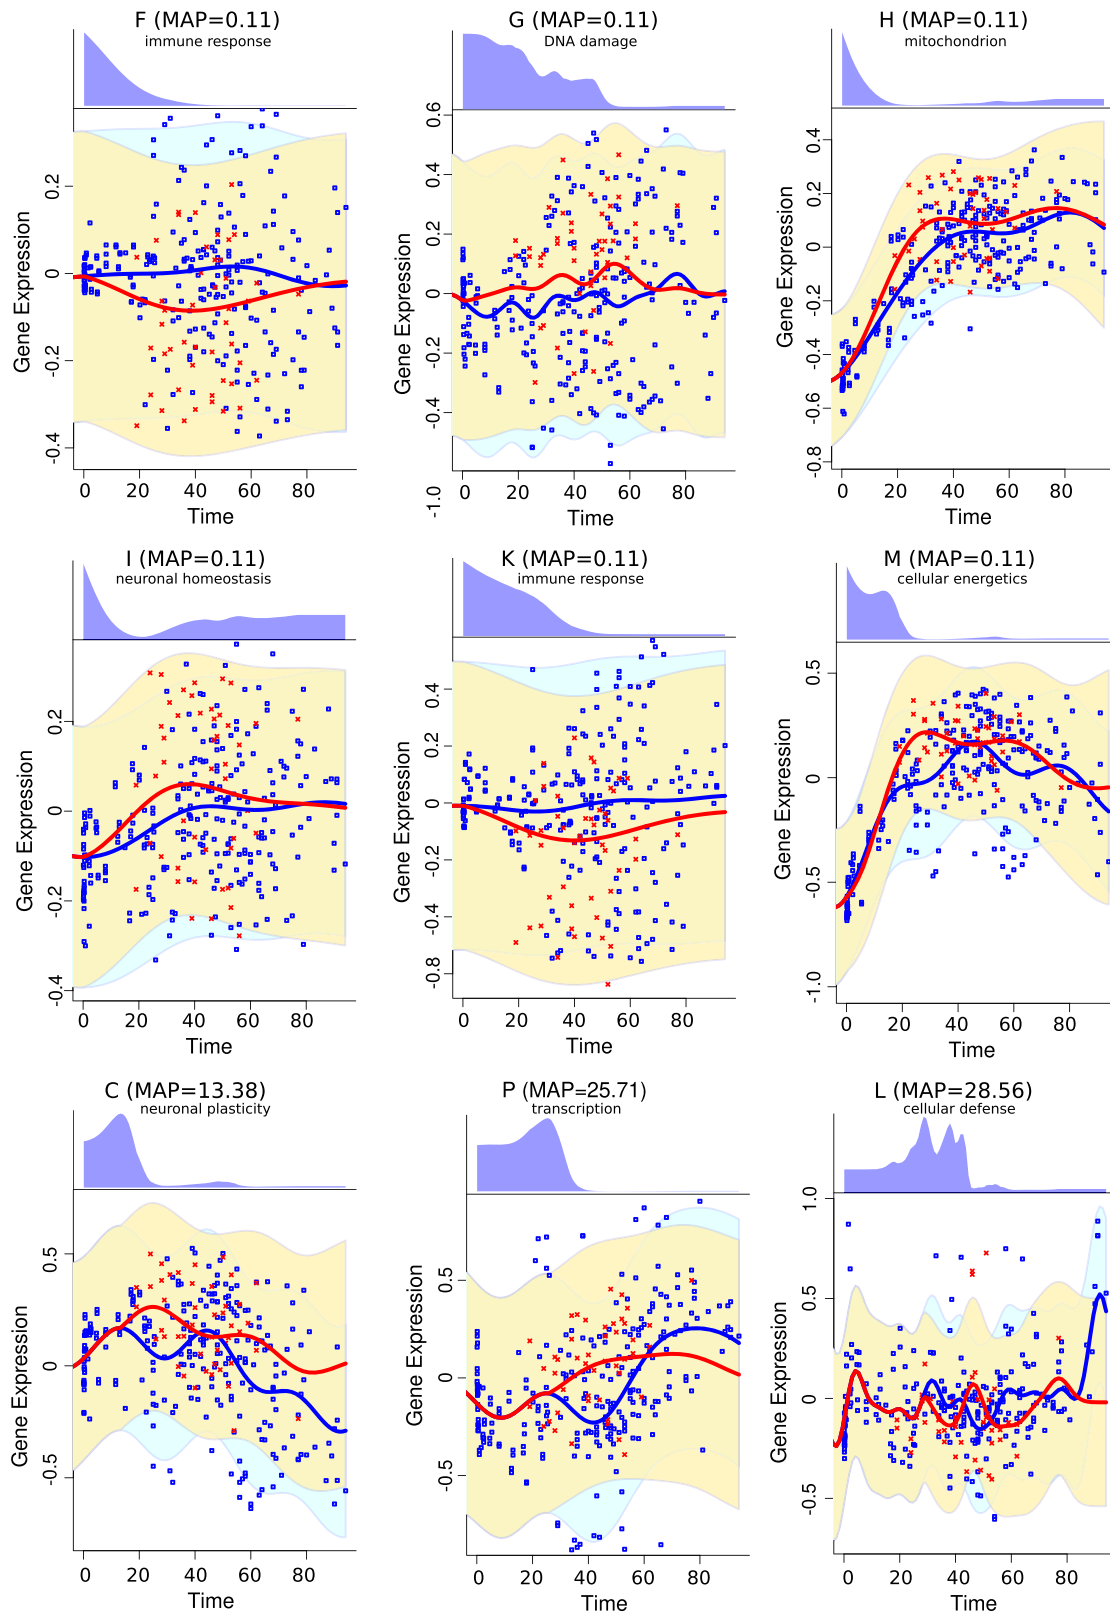 F (MAP=0.11)
immune response
G (MAP=0.11)
DNA damage
H (MAP=0.11)
mitochondrion
Gene Expression
0.2
0
-0.2
-0.4
0 20 40 60 80
Time
Gene Expression
0.6
0.4
0.2
0
-0.2
-0.4
-1.0
0 20 40 60 80
Time
Gene Expression
0.4
0.2
0
-0.2
-0.4
-0.6
-0.8
0 20 40 60 80
Time
I (MAP=0.11)
neuronal homeostasis
K (MAP=0.11)
immune response
M (MAP=0.11)
cellular energetics
Gene Expression
0.2
0
-0.2
-0.4
0 20 40 60 80
Time
Gene Expression
0.4
0.2
0
-0.2
-0.4
-0.8
0 20 40 60 80
Time
Gene Expression
0.5
0
-0.5
-1.0
0 20 40 60 80
Time
C (MAP=13.38)
neuronal plasticity
P (MAP=25.71)
transcription
L (MAP=28.56)
cellular defense
Gene Expression
0.5
0
-0.5
0 20 40 60 80
Time
Gene Expression
0.5
0
-0.5
0 20 40 60 80
Time
Gene Expression
1.0
0.5
0
-0.5
0 20 40 60 80
Time